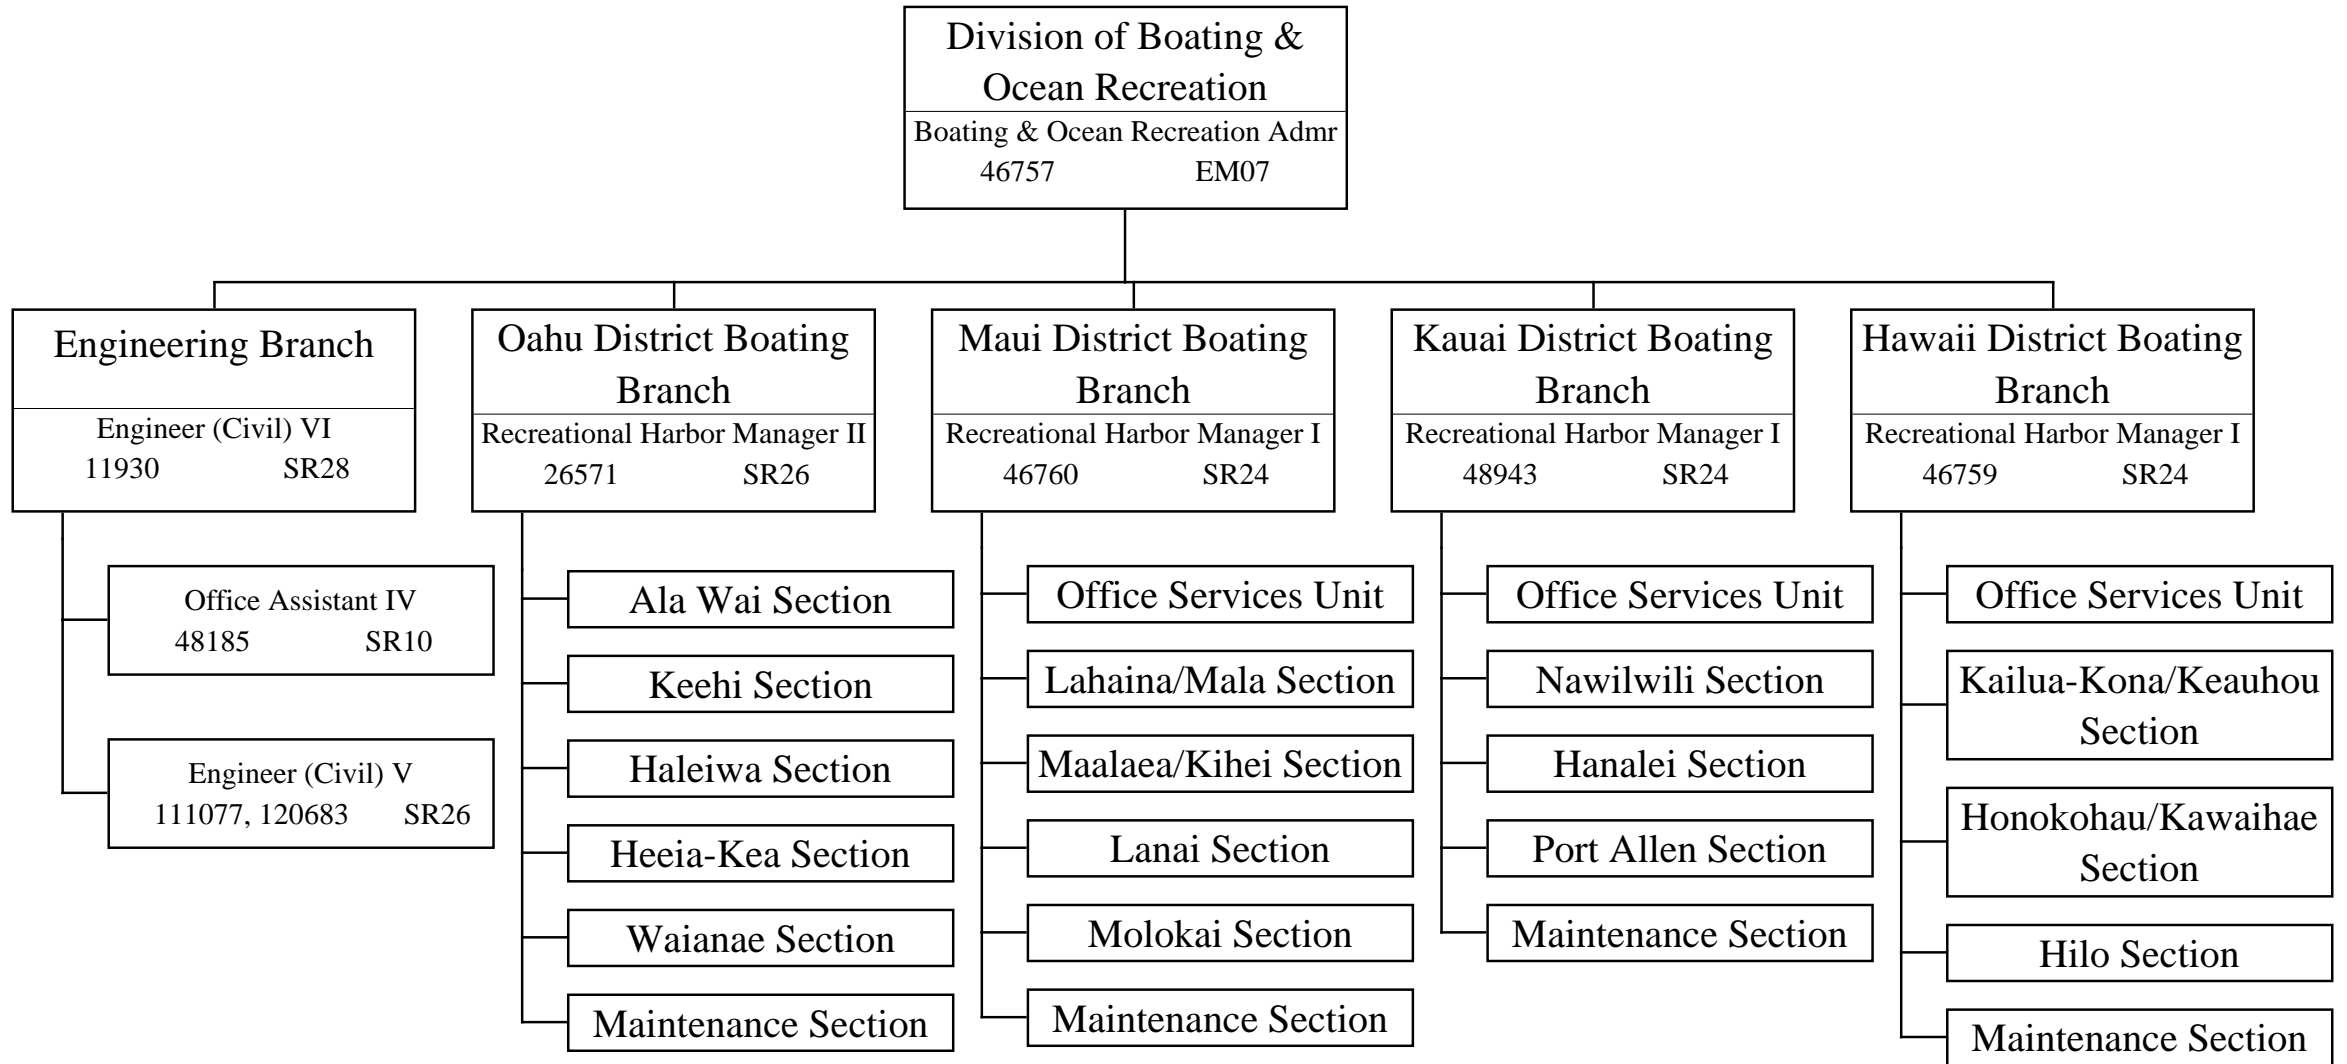 Division of Boating &
Ocean Recreation
Boating & Ocean Recreation Admr
46757 EM07
Engineering Branch
Engineer (Civil) VI
11930 SR28
Office Assistant IV
48185 SR10
Engineer (Civil) V
111077, 120683 SR26
Oahu District Boating
Branch
Recreational Harbor Manager II
26571 SR26
Ala Wai Section
Keehi Section
Haleiwa Section
Heeia-Kea Section
Waianae Section
Maintenance Section
Maui District Boating
Branch
Recreational Harbor Manager I
46760 SR24
Office Services Unit
Lahaina/Mala Section
Maalaea/Kihei Section
Lanai Section
Molokai Section
Maintenance Section
Kauai District Boating
Branch
Recreational Harbor Manager I
48943 SR24
Office Services Unit
Nawilwili Section
Hanalei Section
Port Allen Section
Maintenance Section
Hawaii District Boating
Branch
Recreational Harbor Manager I
46759 SR24
Office Services Unit
Kailua-Kona/Keauhou
Section
Honokohau/Kawaihae
Section
Hilo Section
Maintenance Section